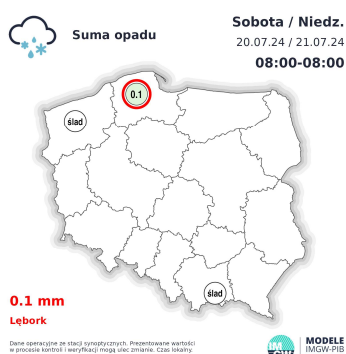 Suma opadu
Sobota / Niedz.
20.07.24 / 21.07.24
08:00-08:00
0.1
ślad
ślad
0.1 mm
Lębork
Dane operacyjne ze stacji synoptycznych. Prezentowane wartości
w procesie kontroli i weryfikacji mogą ulec zmianie. Czas lokalny.
IM
GW
MODELE
IMGW-PIB